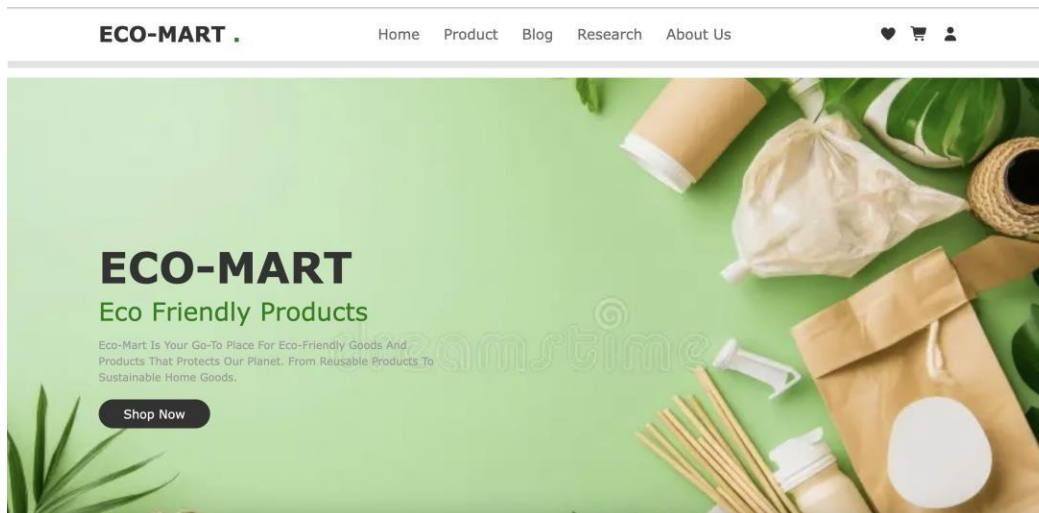 ECO-MART .
Home Product Blog Research About Us
ECO-MART
Eco Friendly Products
Eco-Mart Is Your Go-To Place For Eco-Friendly Goods And
Products That Protects Our Planet. From Reusable Products To
Sustainable Home Goods.
dreamstime
Shop Now